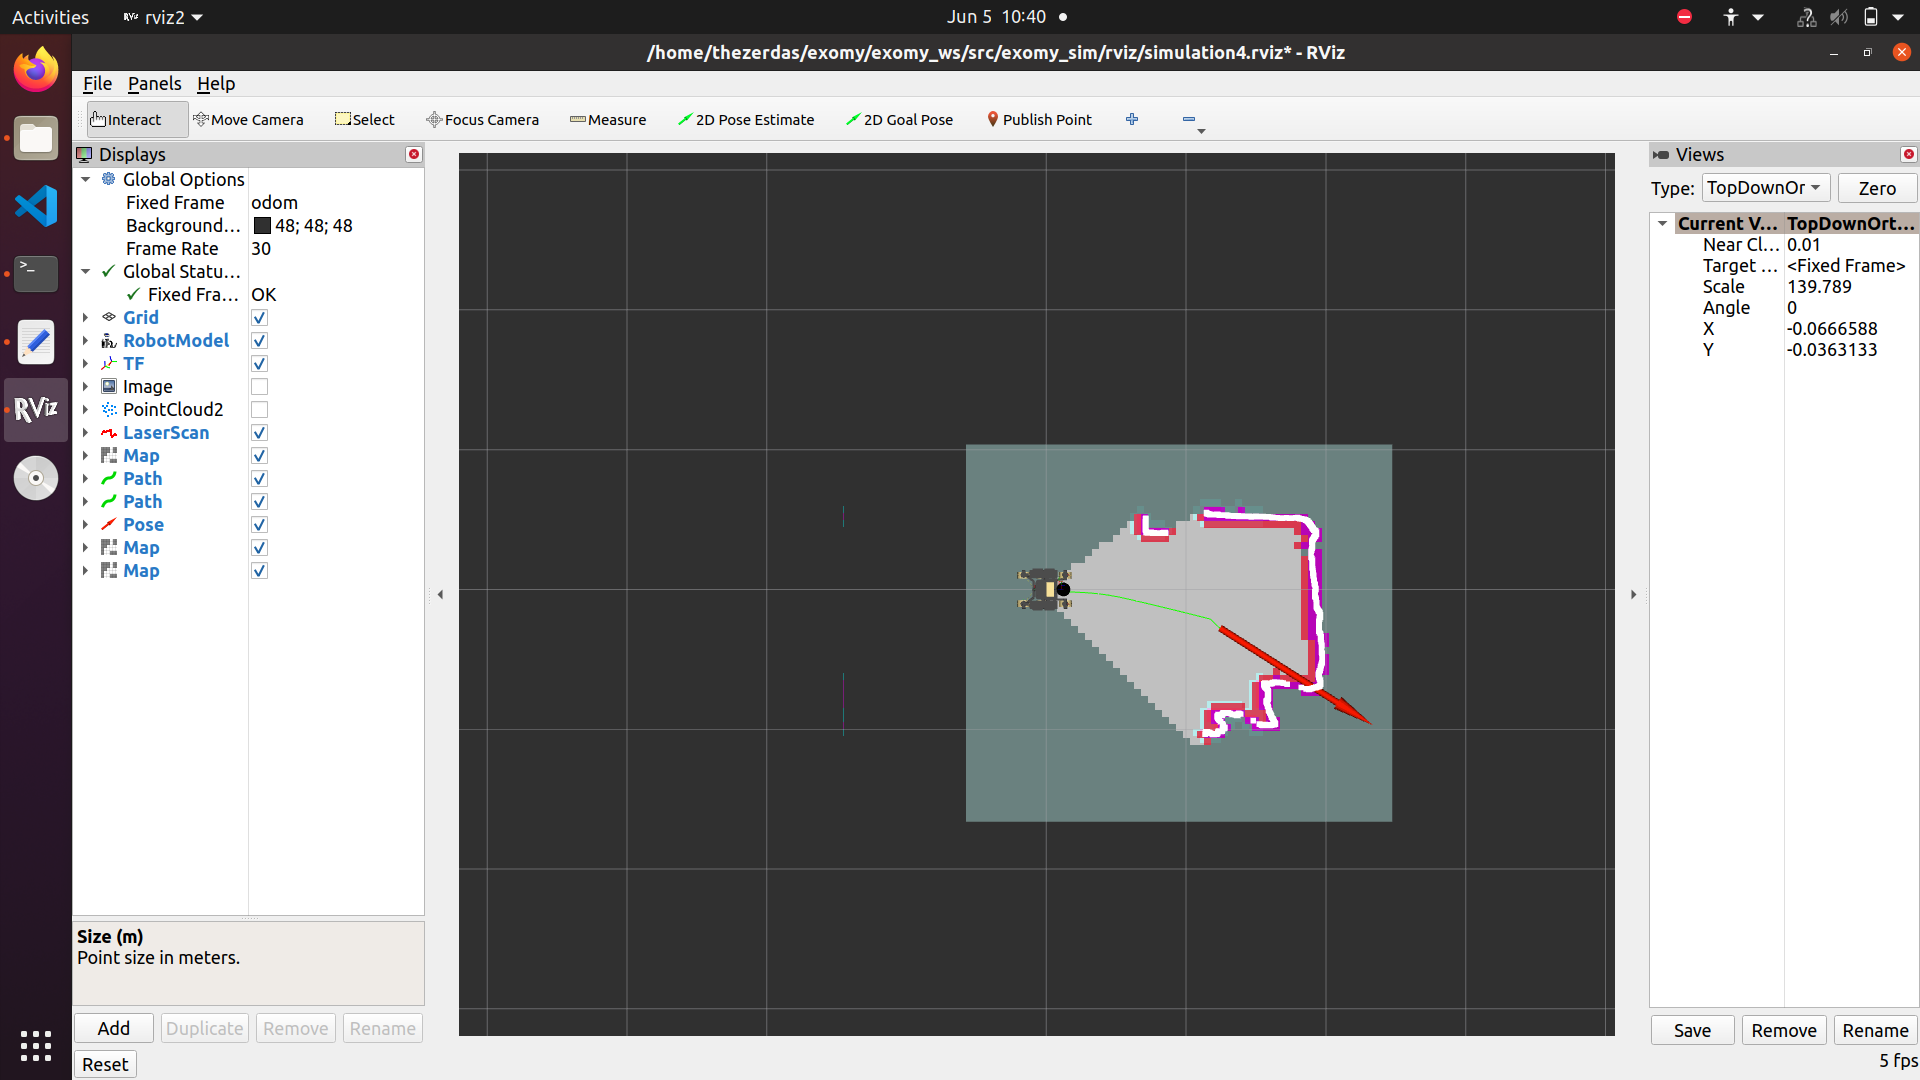 Activities
RViz rviz2
Jun 5 10:40
/home/thezerdas/exomy/exomy_ws/src/exomy_sim/rviz/simulation4.rviz* - RViz
File Panels Help
Interact Move Camera Select Focus Camera Measure 2D Pose Estimate 2D Goal Pose Publish Point
Displays
Global Options
Fixed Frame odom
Background... 48; 48; 48
Frame Rate 30
Global Statu...
Fixed Fra... OK
Grid
RobotModel
TF
Image
PointCloud2
LaserScan
Map
Path
Path
Pose
Map
Map
RViz
Size (m)
Point size in meters.
Add Duplicate Remove Rename
Reset
Views
Type: TopDownOr Zero
Current V... TopDownOrt...
Near Cl... 0.01
Target ... <Fixed Frame>
Scale 139.789
Angle 0
X -0.0666588
Y -0.0363133
Save Remove Rename
5 fps